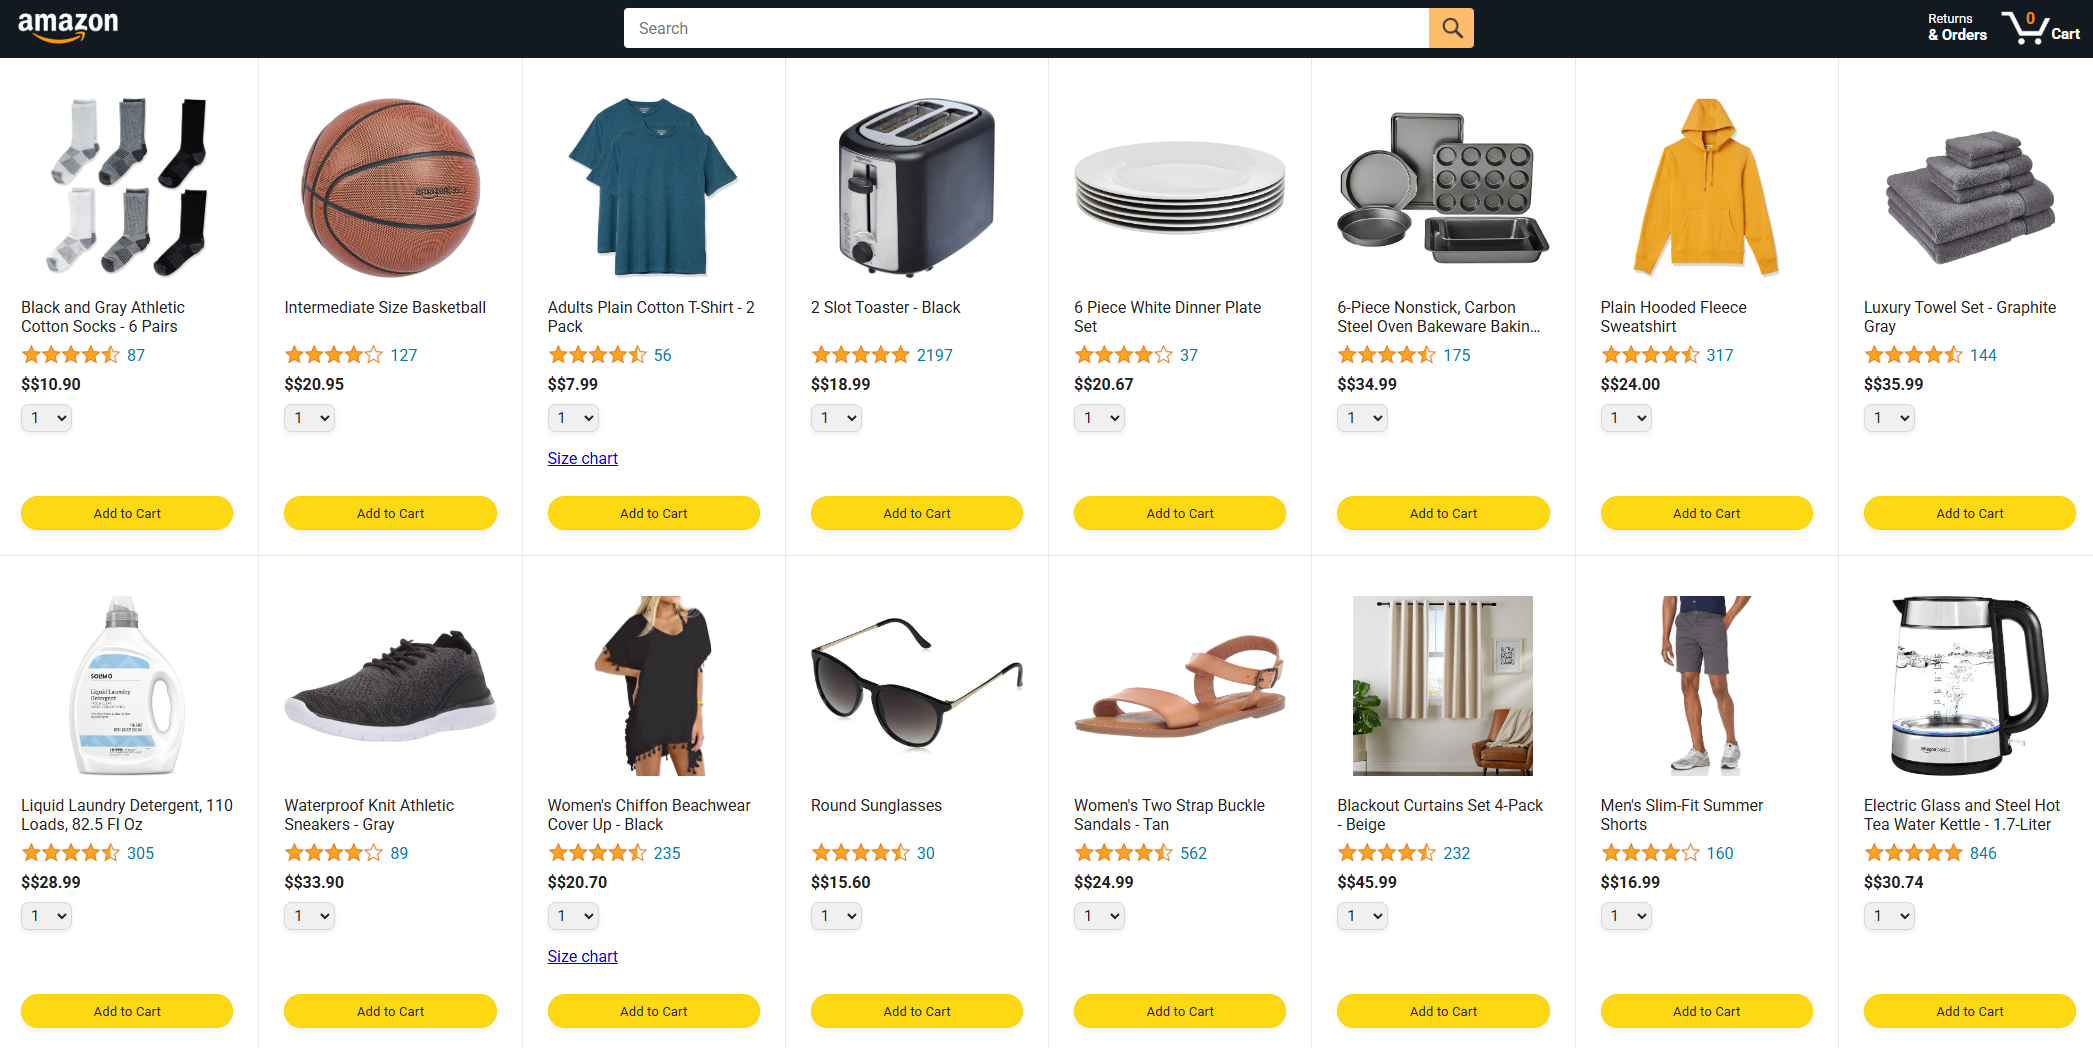 amazon
Search
Returns
& Orders
0
Cart
amazonbasics
Black and Gray Athletic
Cotton Socks - 6 Pairs
87
$$10.90
1
Add to Cart
Intermediate Size Basketball
127
$$20.95
1
Add to Cart
Adults Plain Cotton T-Shirt - 2
Pack
56
$$7.99
1
Size chart
Add to Cart
2 Slot Toaster - Black
2197
$$18.99
1
Add to Cart
6 Piece White Dinner Plate
Set
37
$$20.67
1
Add to Cart
6-Piece Nonstick, Carbon
Steel Oven Bakeware Bakin...
175
$$34.99
1
Add to Cart
Plain Hooded Fleece
Sweatshirt
317
$$24.00
1
Add to Cart
Luxury Towel Set - Graphite
Gray
144
$$35.99
1
Add to Cart
SOLIMO
Liquid Laundry
Detergent
Liquid Laundry Detergent, 110
Loads, 82.5 Fl Oz
305
$$28.99
1
Add to Cart
Waterproof Knit Athletic
Sneakers - Gray
89
$$33.90
1
Add to Cart
Women's Chiffon Beachwear
Cover Up - Black
235
$$20.70
1
Size chart
Add to Cart
Round Sunglasses
30
$$15.60
1
Add to Cart
Women's Two Strap Buckle
Sandals - Tan
562
$$24.99
1
Add to Cart
Blackout Curtains Set 4-Pack
- Beige
232
$$45.99
1
Add to Cart
Men's Slim-Fit Summer
Shorts
160
$$16.99
1
Add to Cart
amazonbasics
Electric Glass and Steel Hot
Tea Water Kettle - 1.7-Liter
846
$$30.74
1
Add to Cart